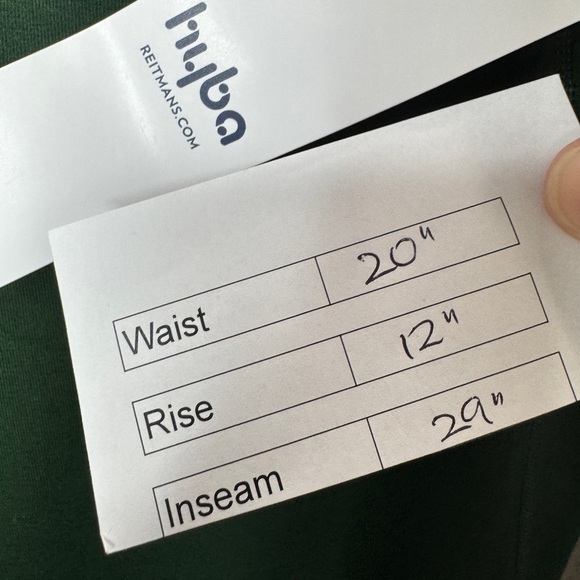 hyba
REITMANS.COM
Waist 20"
Rise 12"
Inseam 29"